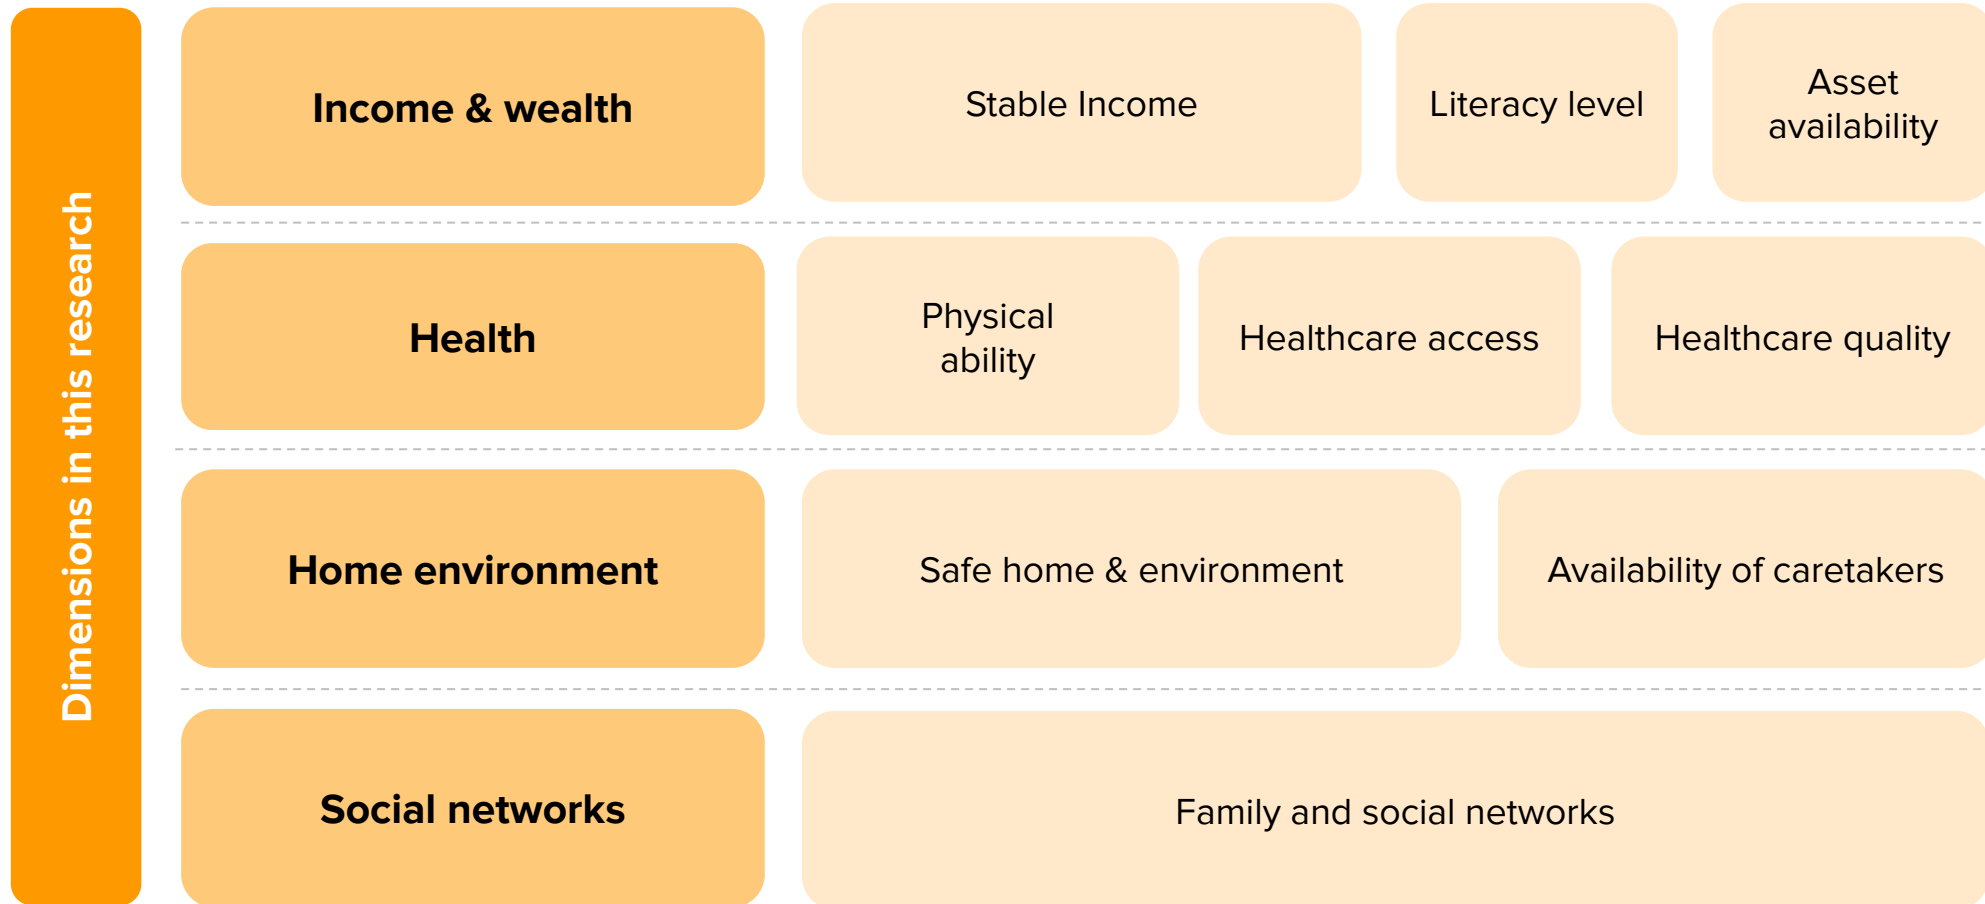 Dimensions in this research
Income & wealth
Stable Income
Literacy level
Asset
availability
Health
Physical
ability
Healthcare access
Healthcare quality
Home environment
Safe home & environment
Availability of caretakers
Social networks
Family and social networks